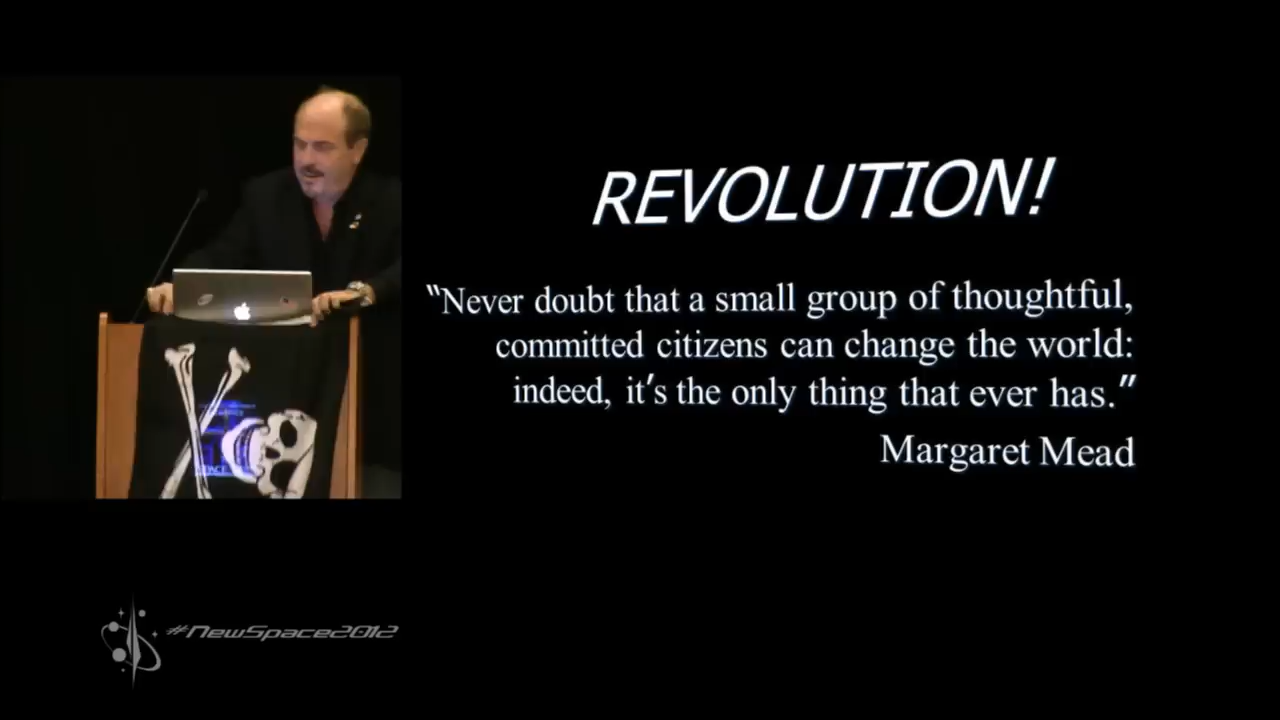 REVOLUTION!
“Never doubt that a small group of thoughtful,
committed citizens can change the world:
indeed, it's the only thing that ever has.”
Margaret Mead
#NewSpace2012